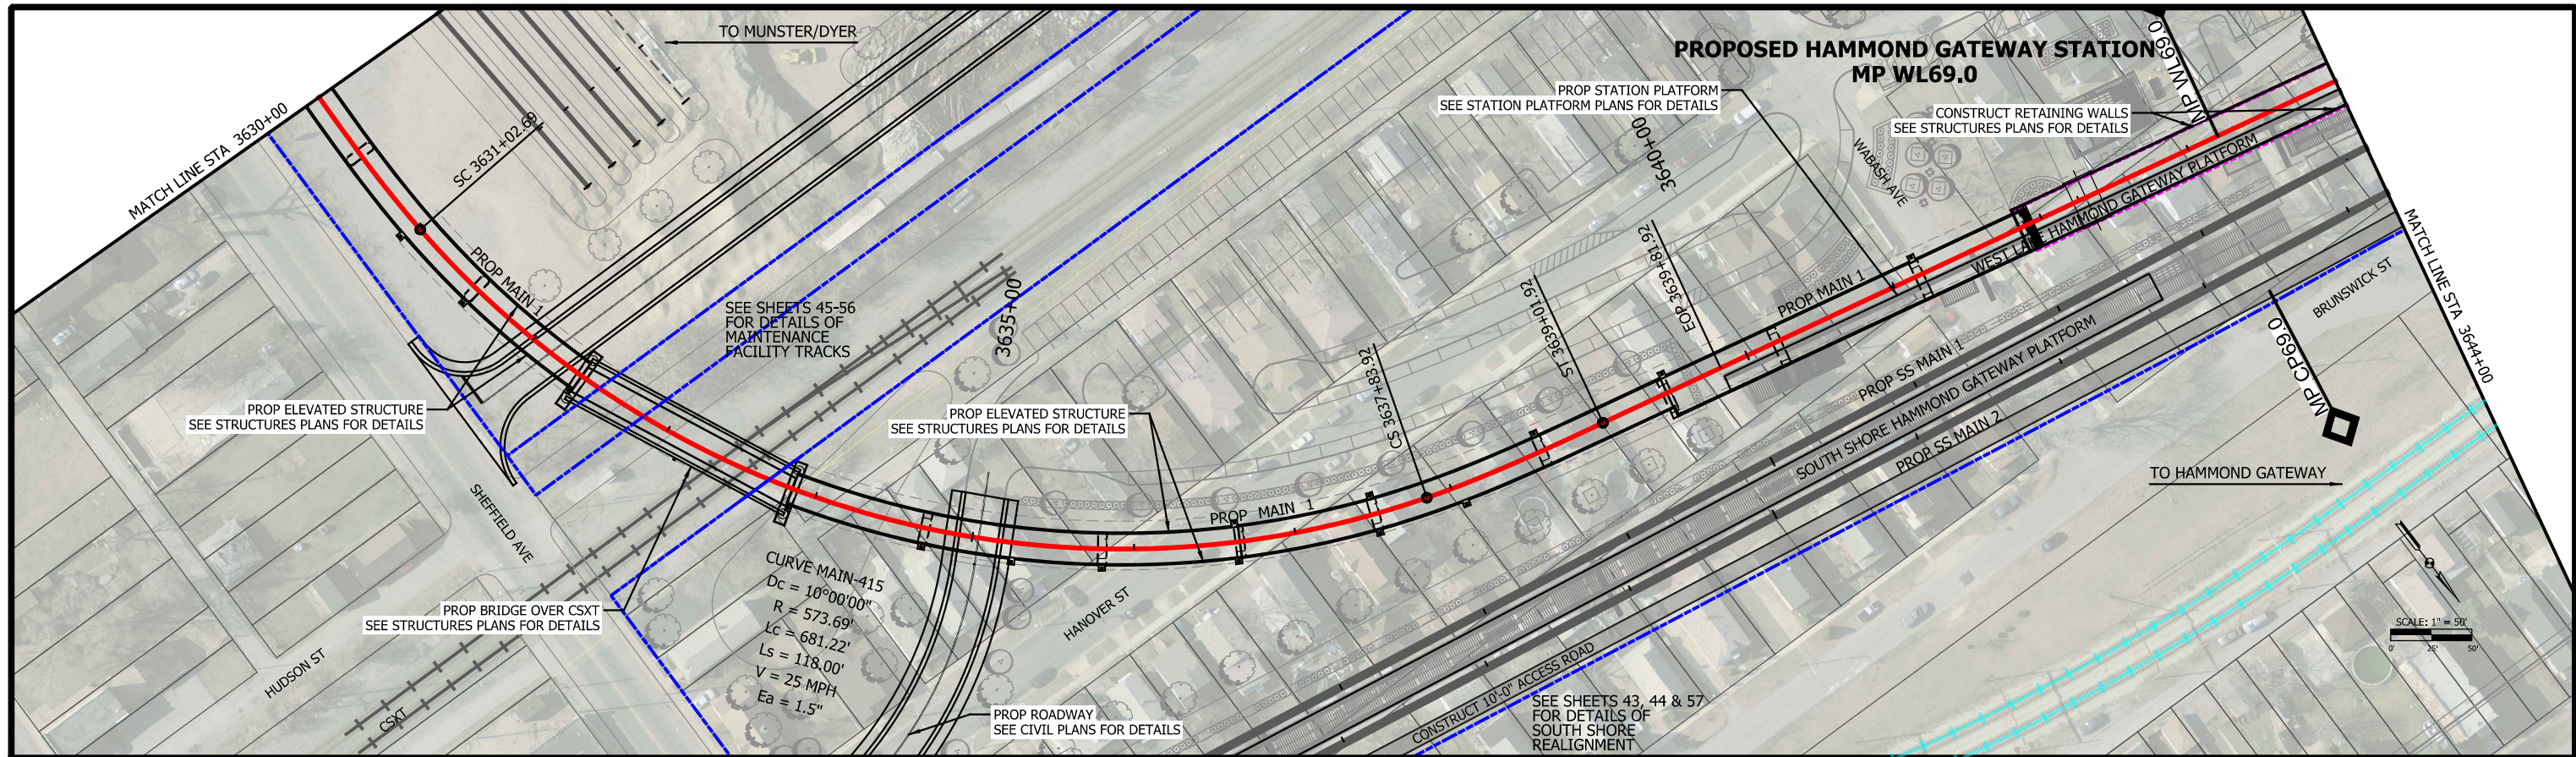 TO MUNSTER/DYER
PROPOSED HAMMOND GATEWAY STATION
MP WL69.0
MP WL69.0
PROP STATION PLATFORM
SEE STATION PLATFORM PLANS FOR DETAILS
CONSTRUCT RETAINING WALLS
SEE STRUCTURES PLANS FOR DETAILS
MATCH LINE STA  3630+00
SC 3631+02.69
3640+00
WABASH AVE
PROP MAIN 1
WEST LAKE HAMMOND GATEWAY PLATFORM
MATCH LINE STA  3644+00
BRUNSWICK ST
SEE SHEETS 45-56
FOR DETAILS OF
MAINTENANCE
FACILITY TRACKS
3635+00
CS 3637+83.92
ST 3639+01.92
EOP 3639+81.92
PROP MAIN 1
PROP SS MAIN 1
SOUTH SHORE HAMMOND GATEWAY PLATFORM
PROP SS MAIN 2
MP CP69.0
PROP ELEVATED STRUCTURE
SEE STRUCTURES PLANS FOR DETAILS
PROP ELEVATED STRUCTURE
SEE STRUCTURES PLANS FOR DETAILS
TO HAMMOND GATEWAY
SHEFFIELD AVE
PROP  MAIN  1
CURVE MAIN-415
Dc = 10°00'00"
R = 573.69'
Lc = 681.22'
Ls = 118.00'
V = 25 MPH
Ea = 1.5"
PROP BRIDGE OVER CSXT
SEE STRUCTURES PLANS FOR DETAILS
HANOVER ST
HUDSON ST
CSXT
PROP ROADWAY
SEE CIVIL PLANS FOR DETAILS
CONSTRUCT 10'-0" ACCESS ROAD
SEE SHEETS 43, 44 & 57
FOR DETAILS OF
SOUTH SHORE
REALIGNMENT
SCALE: 1" = 50'
0' 25' 50'